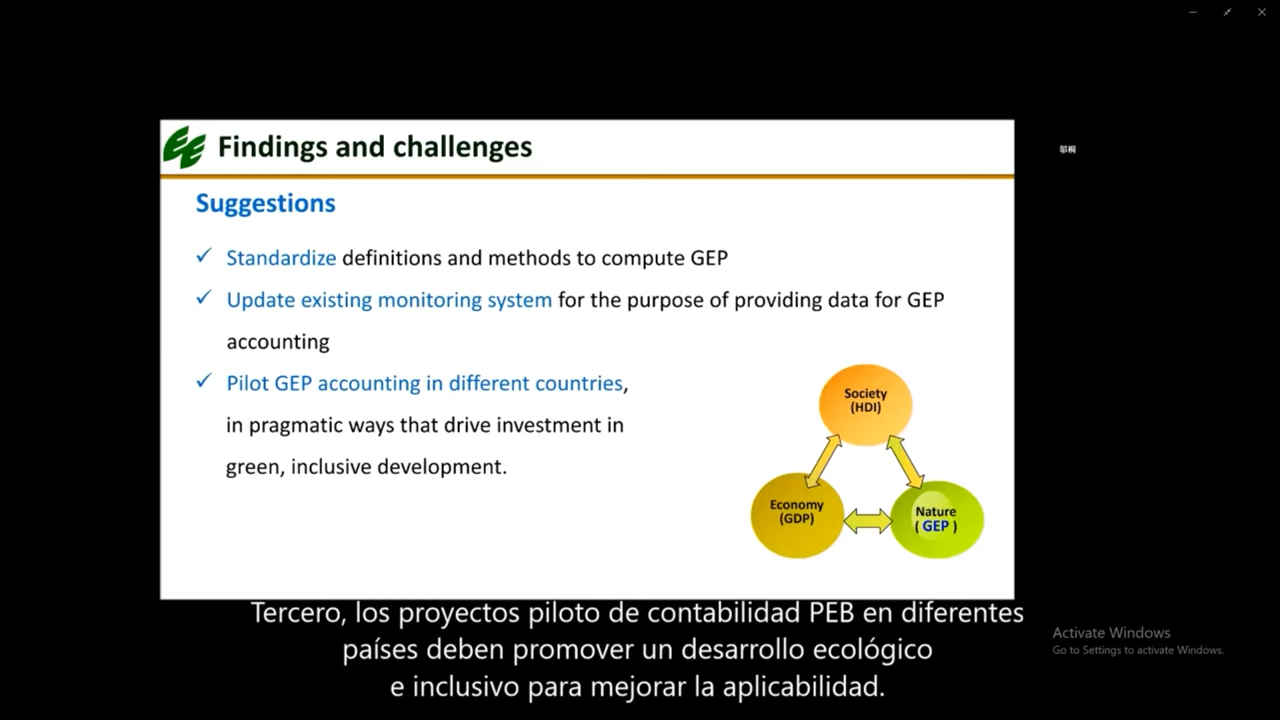 Findings and challenges
Suggestions
✓ Standardize definitions and methods to compute GEP
✓ Update existing monitoring system for the purpose of providing data for GEP
accounting
✓ Pilot GEP accounting in different countries,
in pragmatic ways that drive investment in
green, inclusive development.
Society
(HDI)
Economy
(GDP)
Nature
( GEP )
邹桐
Tercero, los proyectos piloto de contabilidad PEB en diferentes
países deben promover un desarrollo ecológico
e inclusivo para mejorar la aplicabilidad.
Activate Windows
Go to Settings to activate Windows.